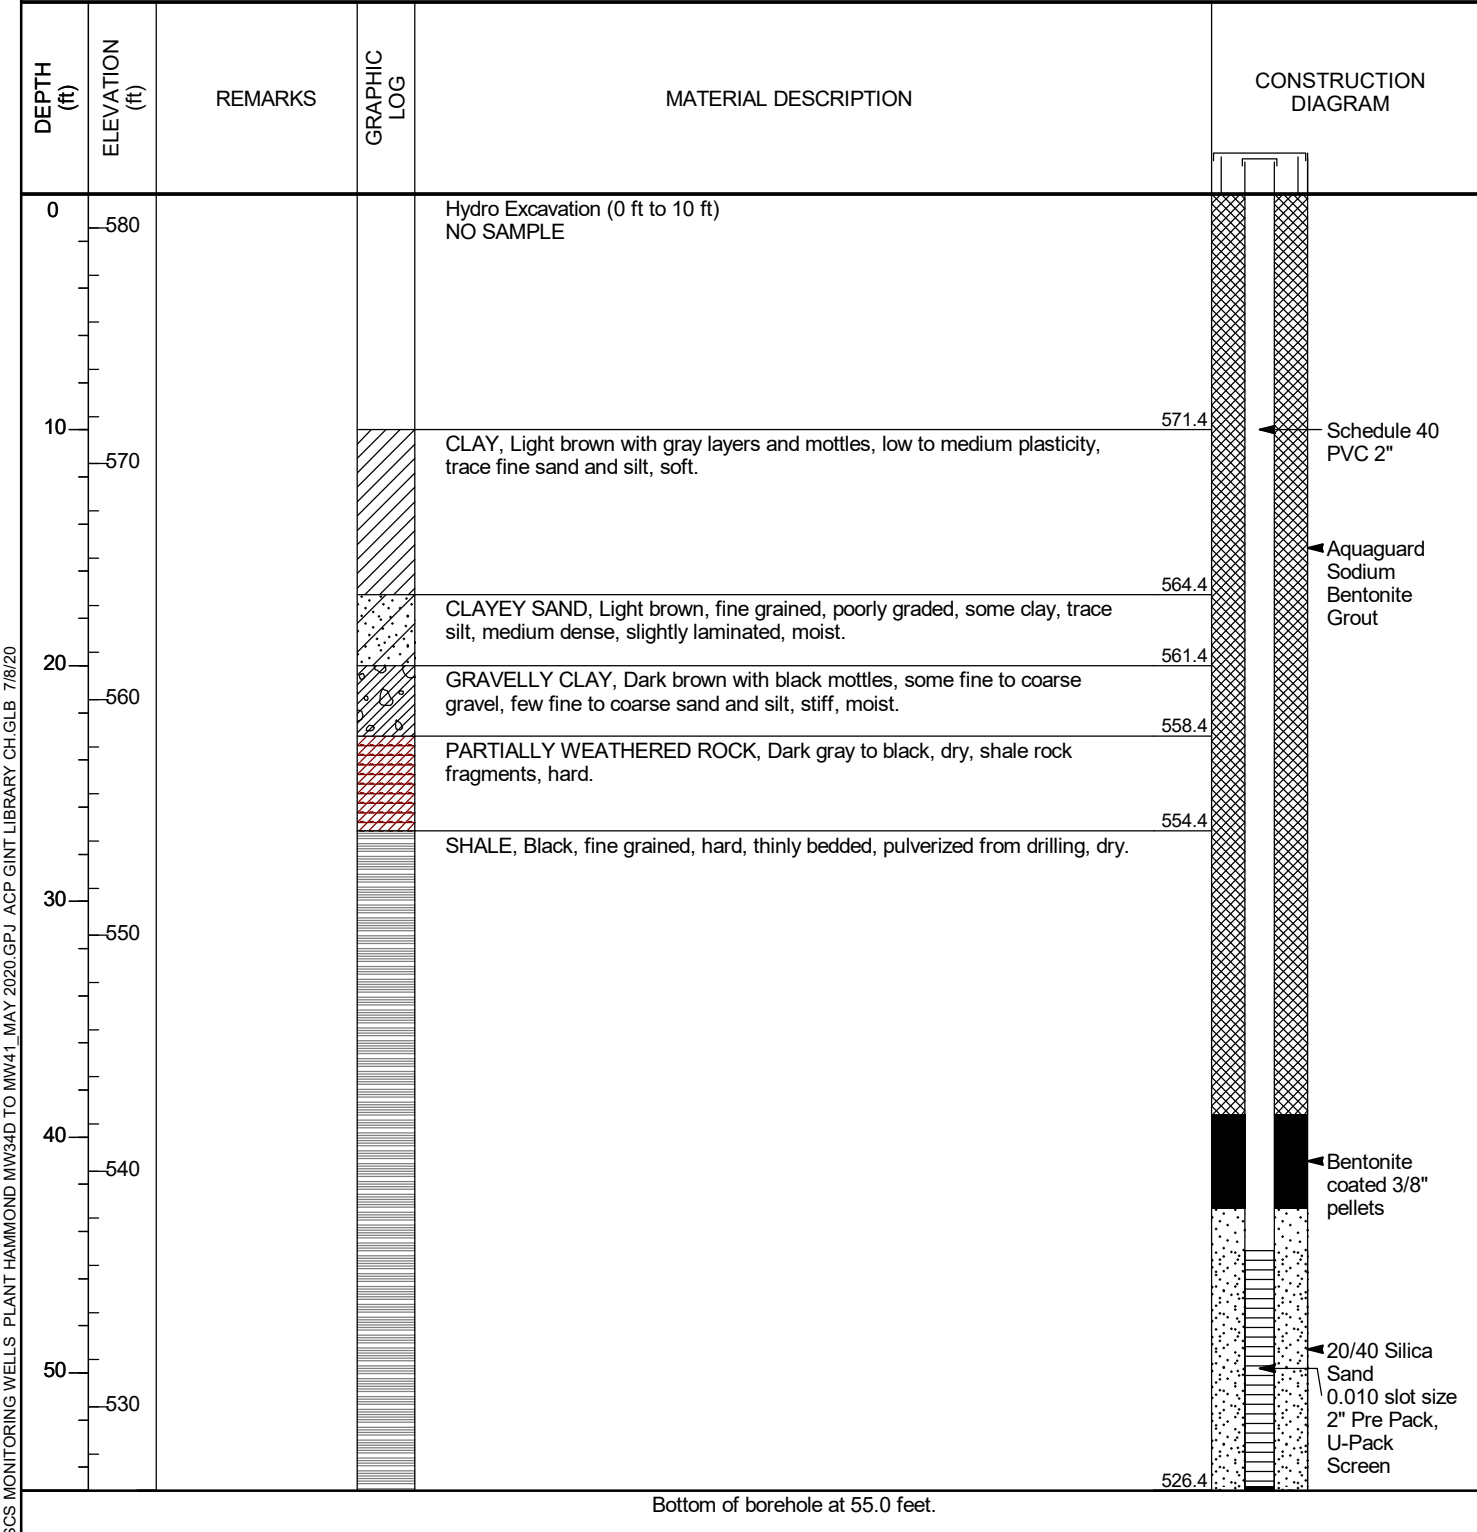 DEPTH
(ft)
ELEVATION
(ft)
REMARKS
GRAPHIC
LOG
MATERIAL DESCRIPTION
CONSTRUCTION
DIAGRAM
0
580
Hydro Excavation (0 ft to 10 ft)
NO SAMPLE
571.4
10
570
CLAY, Light brown with gray layers and mottles, low to medium plasticity,
trace fine sand and silt, soft.
Schedule 40
PVC 2"
Aquaguard
Sodium
Bentonite
Grout
564.4
CLAYEY SAND, Light brown, fine grained, poorly graded, some clay, trace
silt, medium dense, slightly laminated, moist.
561.4
20
560
GRAVELLY CLAY, Dark brown with black mottles, some fine to coarse
gravel, few fine to coarse sand and silt, stiff, moist.
558.4
PARTIALLY WEATHERED ROCK, Dark gray to black, dry, shale rock
fragments, hard.
554.4
SHALE, Black, fine grained, hard, thinly bedded, pulverized from drilling, dry.
30
550
40
540
Bentonite
coated 3/8"
pellets
50
530
20/40 Silica
Sand
0.010 slot size
2" Pre Pack,
U-Pack
Screen
526.4
Bottom of borehole at 55.0 feet.
SCS MONITORING WELLS PLANT HAMMOND MW34D TO MW41_MAY 2020.GPJ ACP GINT LIBRARY CH.GLB 7/8/20